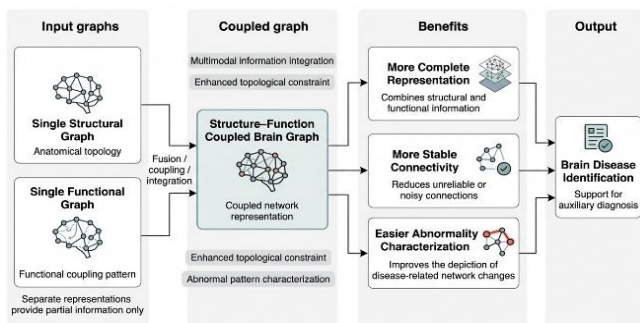 Input graphs
Single Structural
Graph
Anatomical topology
Single Functional
Graph
Functional coupling pattern
Separate representations
provide partial information only
Fusion /
coupling /
integration
Coupled graph
Multimodal information integration
Enhanced topological constraint
Structure–Function
Coupled Brain Graph
Coupled network
representation
Enhanced topological constraint
Abnormal pattern characterization
Benefits
More Complete
Representation
Combines structural and
functional information
More Stable
Connectivity
Reduces unreliable or
noisy connections
Easier Abnormality
Characterization
Improves the depiction of
disease-related network changes
Output
Brain Disease
Identification
Support for
auxiliary diagnosis